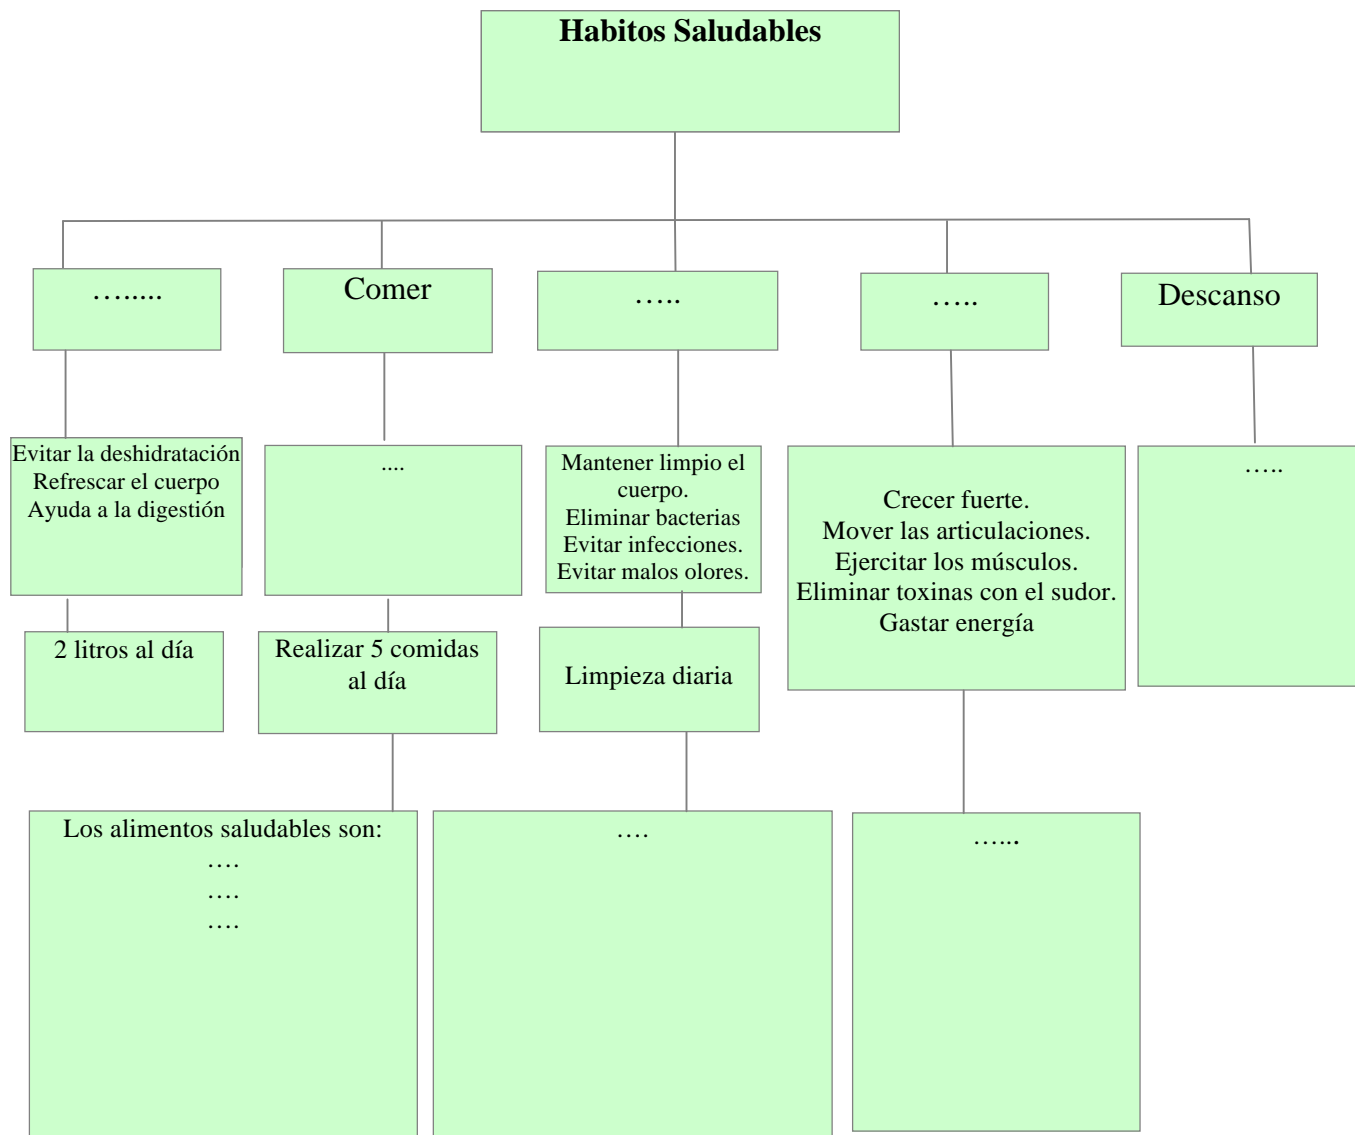 Habitos Saludables
….....
Comer
…..
…..
Descanso
Evitar la deshidratación
Refrescar el cuerpo
Ayuda a la digestión
....
Mantener limpio el
cuerpo.
Eliminar bacterias
Evitar infecciones.
Evitar malos olores.
Crecer fuerte.
Mover las articulaciones.
Ejercitar los músculos.
Eliminar toxinas con el sudor.
Gastar energía
…..
2 litros al día
Realizar 5 comidas
al día
Limpieza diaria
Los alimentos saludables son:
….
….
….
….
…...